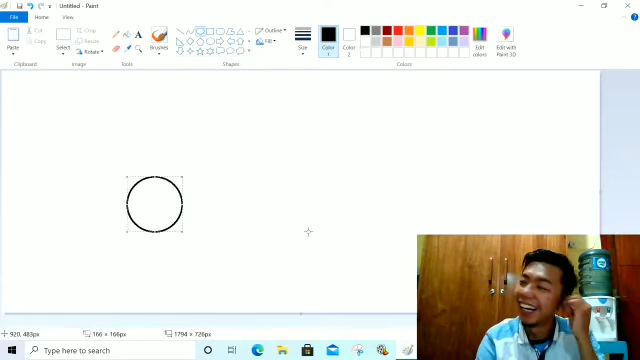 Untitled - Paint
File Home View
Paste
Cut
Copy
Clipboard
Select
Crop
Resize
Rotate
Image
Tools
Brushes
Shapes
Outline
Fill
Size
Color
1
Color
2
Colors
Edit
colors
Edit with
Paint 3D
920, 483px
166 × 166px
1794 × 726px
Type here to search